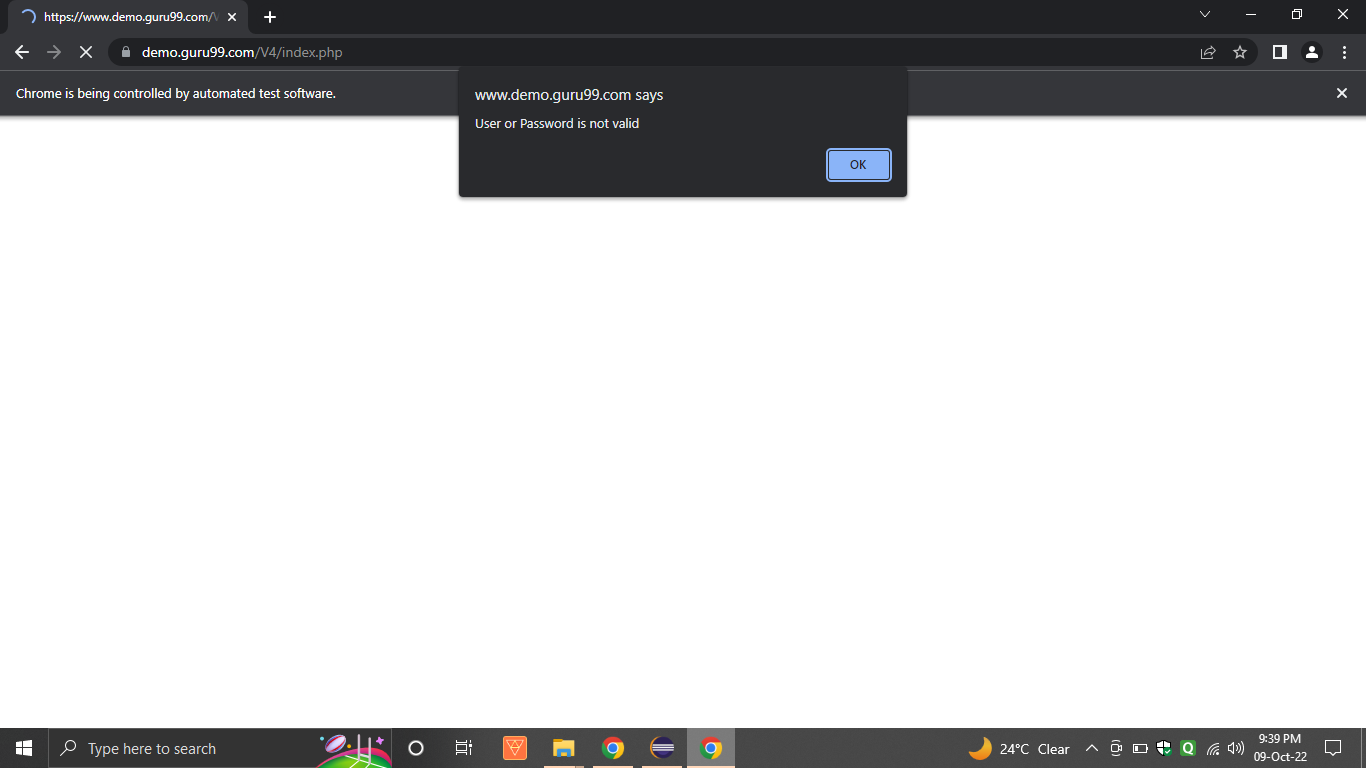 https://www.demo.guru99.com/V
demo.guru99.com/V4/index.php
Chrome is being controlled by automated test software.
www.demo.guru99.com says
User or Password is not valid
OK
Type here to search
24°C Clear
Q
9:39 PM
09-Oct-22